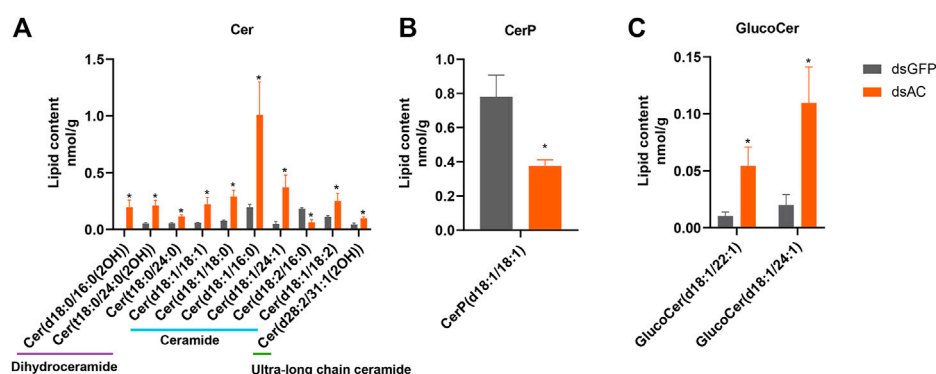 A
Cer
Lipid content
nmol/g
1.5
1.0
0.5
0.0
* * * * * * * * * *
Cer(d18:0/16:0(2OH))
Cer(t18:0/24:0(2OH))
Cer(t18:0/24:0)
Cer(d18:1/18:1)
Cer(d18:1/18:0)
Cer(d18:1/16:0)
Cer(d18:1/24:1)
Cer(d18:2/16:0)
Cer(d18:1/18:2)
Cer(d28:2/31:1(2OH))
Dihydroceramide
Ceramide
Ultra-long chain ceramide
B
CerP
Lipid content
nmol/g
1.0
0.8
0.6
0.4
0.2
0.0
*
CerP(d18:1/18:1)
C
GlucoCer
Lipid content
nmol/g
0.15
0.10
0.05
0.00
* *
GlucoCer(d18:1/22:1)
GlucoCer(d18:1/24:1)
dsGFP
dsAC